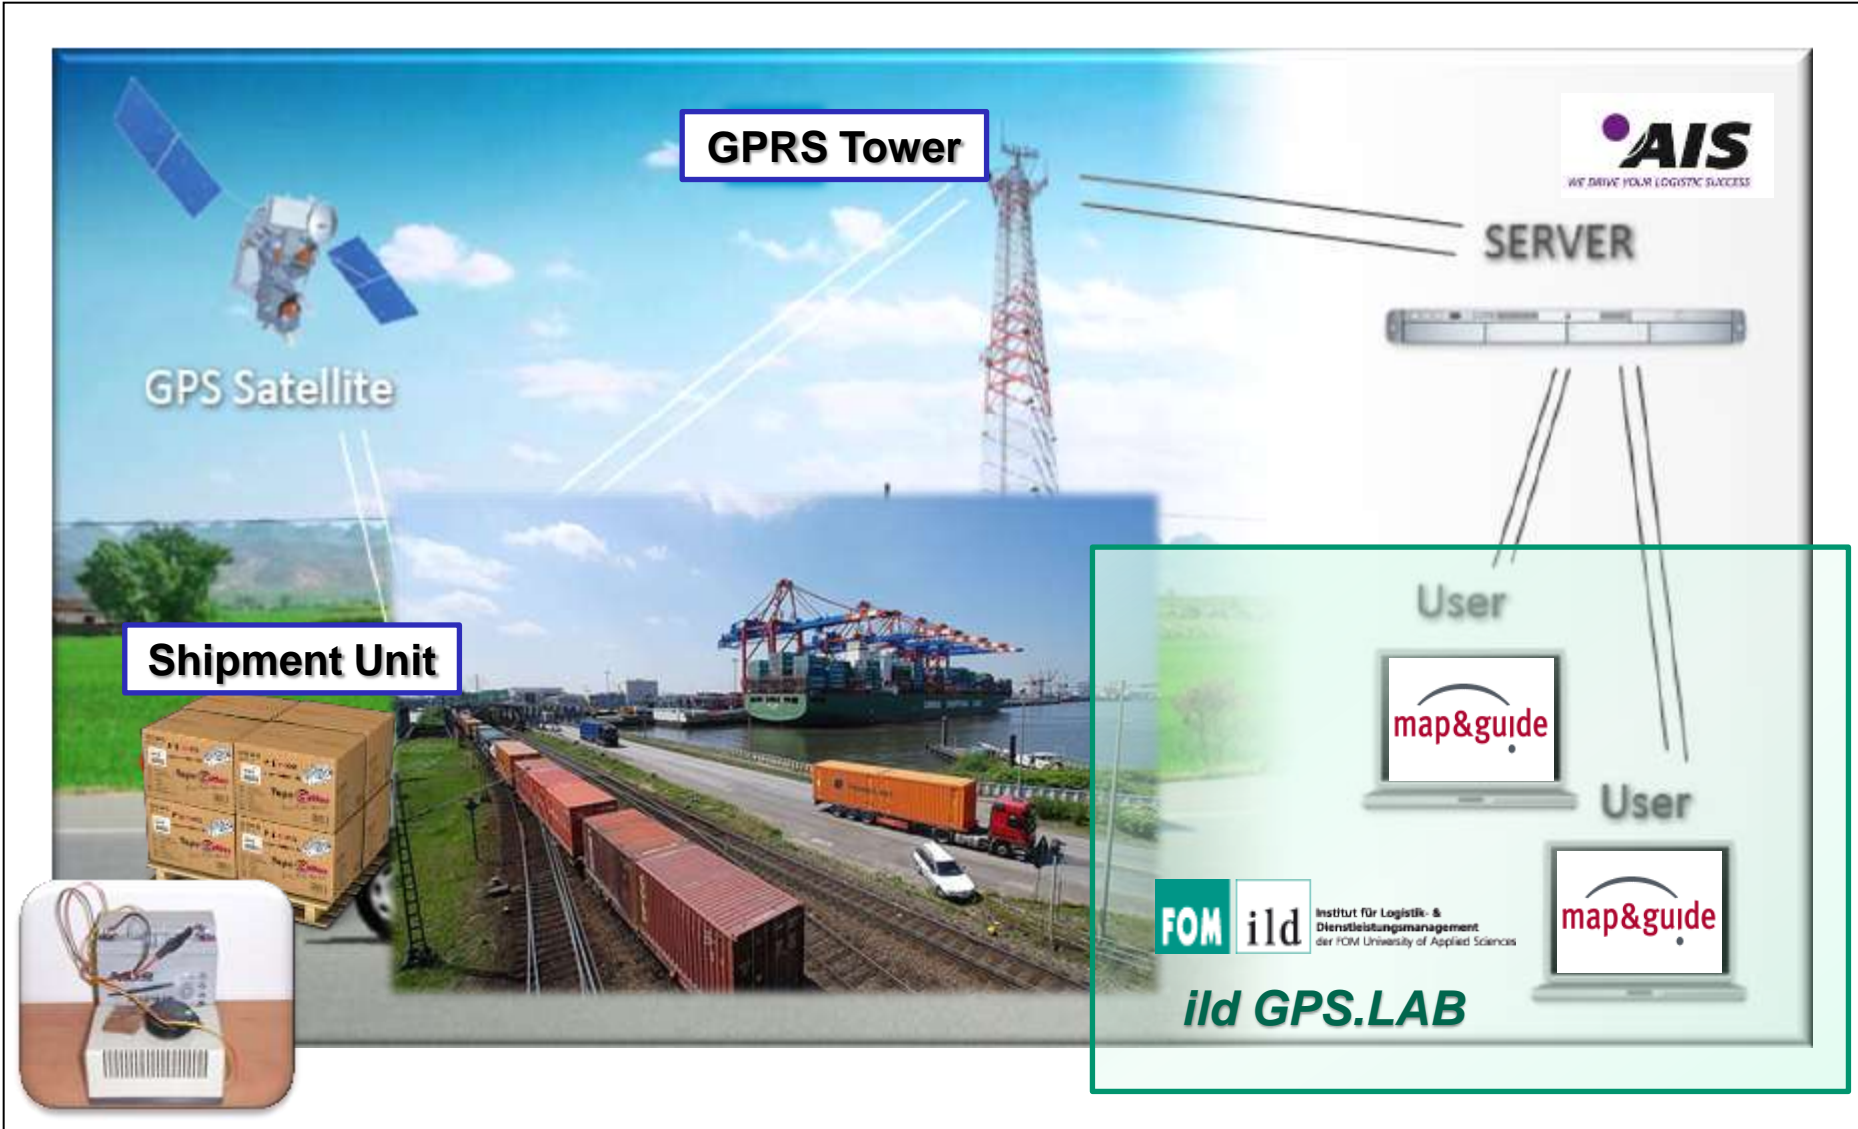 GPRS Tower
AIS
WE DRIVE YOUR LOGISTIC SUCCESS
SERVER
GPS Satellite
User
Shipment Unit
map&guide
User
map&guide
FOM
ild
Institut für Logistik- &
Dienstleistungsmanagement
der FOM University of Applied Sciences
ild GPS.LAB